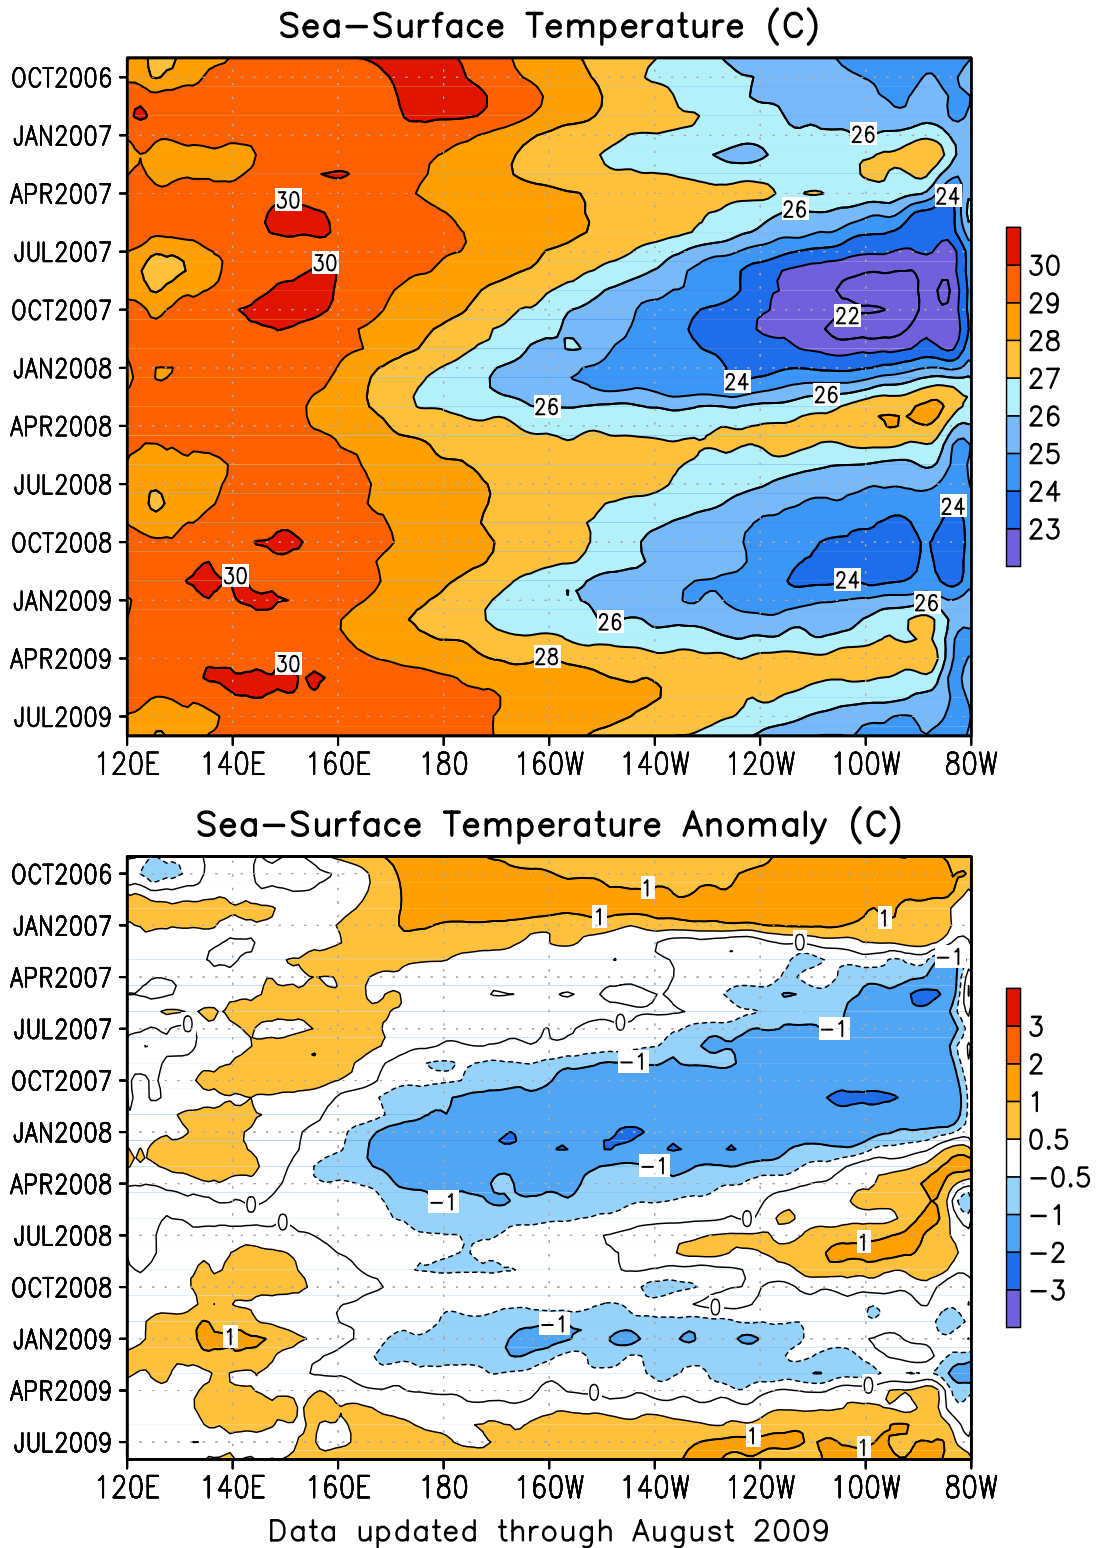 Sea-Surface Temperature (C)
OCT2006
JAN2007
APR2007
JUL2007
OCT2007
JAN2008
APR2008
JUL2008
OCT2008
JAN2009
APR2009
JUL2009
26
24
30
26
30
22
24
26
26
24
30
24
26
26
30
28
30
29
28
27
26
25
24
23
120E 140E 160E 180 160W 140W 120W 100W 80W
Sea-Surface Temperature Anomaly (C)
OCT2006
JAN2007
APR2007
JUL2007
OCT2007
JAN2008
APR2008
JUL2008
OCT2008
JAN2009
APR2009
JUL2009
1
1
1
0
-1
0
0
-1
-1
-1
-1
0
0
0
1
0
-1
1
0
0
1
1
3
2
1
0.5
-0.5
-1
-2
-3
120E 140E 160E 180 160W 140W 120W 100W 80W
Data updated through August 2009